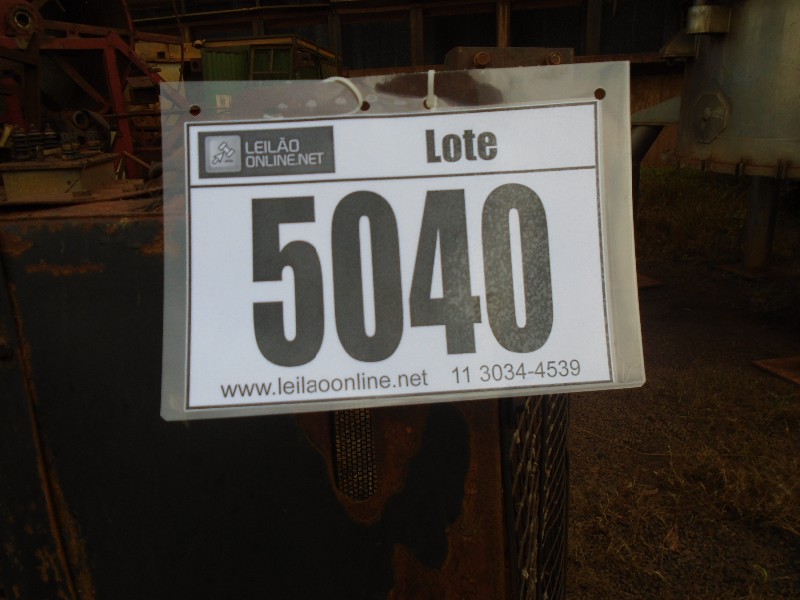 LEILÃO
ONLINE.NET
Lote
5040
www.leilaoonline.net 11 3034-4539